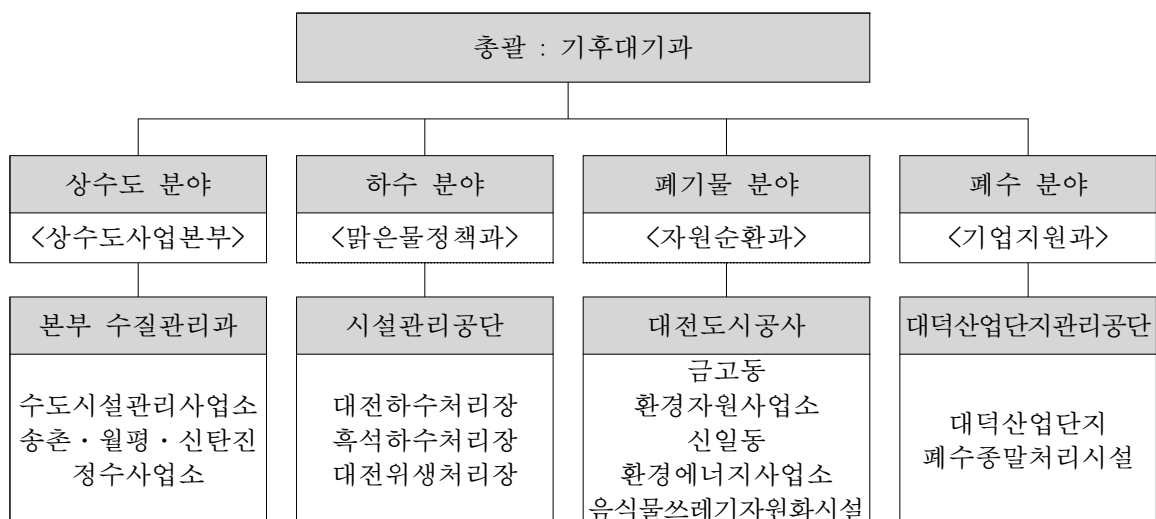 총괄 : 기후대기과
상수도 분야
<상수도사업본부>
하수 분야
<맑은물정책과>
폐기물 분야
<자원순환과>
폐수 분야
<기업지원과>
본부 수질관리과
수도시설관리사업소
송촌·월평·신탄진
정수사업소
시설관리공단
대전하수처리장
흑석하수처리장
대전위생처리장
대전도시공사
금고동
환경자원사업소
신일동
환경에너지사업소
음식물쓰레기자원화시설
대덕산업단지관리공단
대덕산업단지
폐수종말처리시설